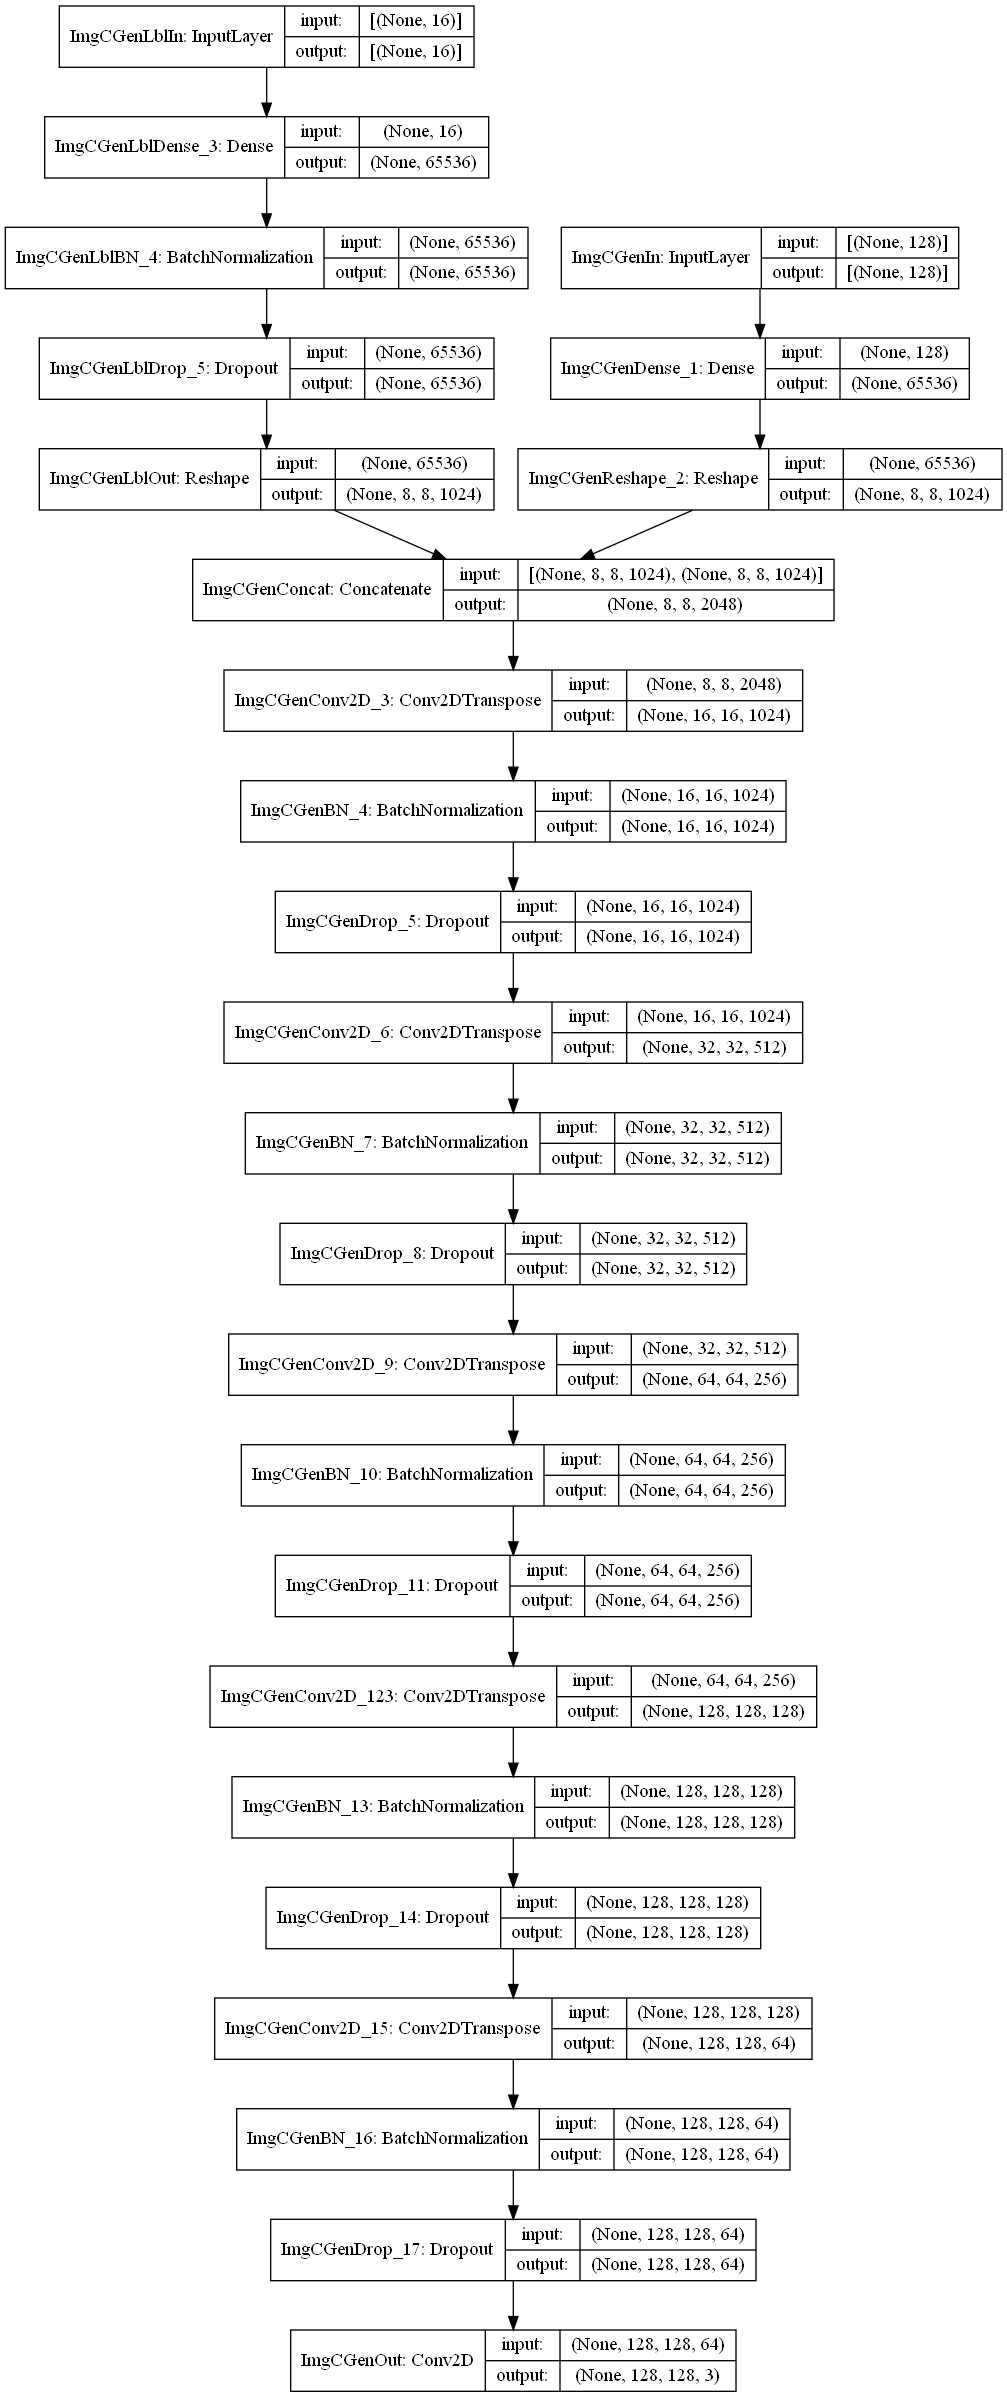 ImgCGenLblIn: InputLayer
input: [(None, 16)]
output: [(None, 16)]
ImgCGenLblDense_3: Dense
input: (None, 16)
output: (None, 65536)
ImgCGenLblBN_4: BatchNormalization
input: (None, 65536)
output: (None, 65536)
ImgCGenIn: InputLayer
input: [(None, 128)]
output: [(None, 128)]
ImgCGenLblDrop_5: Dropout
input: (None, 65536)
output: (None, 65536)
ImgCGenDense_1: Dense
input: (None, 128)
output: (None, 65536)
ImgCGenLblOut: Reshape
input: (None, 65536)
output: (None, 8, 8, 1024)
ImgCGenReshape_2: Reshape
input: (None, 65536)
output: (None, 8, 8, 1024)
ImgCGenConcat: Concatenate
input: [(None, 8, 8, 1024), (None, 8, 8, 1024)]
output: (None, 8, 8, 2048)
ImgCGenConv2D_3: Conv2DTranspose
input: (None, 8, 8, 2048)
output: (None, 16, 16, 1024)
ImgCGenBN_4: BatchNormalization
input: (None, 16, 16, 1024)
output: (None, 16, 16, 1024)
ImgCGenDrop_5: Dropout
input: (None, 16, 16, 1024)
output: (None, 16, 16, 1024)
ImgCGenConv2D_6: Conv2DTranspose
input: (None, 16, 16, 1024)
output: (None, 32, 32, 512)
ImgCGenBN_7: BatchNormalization
input: (None, 32, 32, 512)
output: (None, 32, 32, 512)
ImgCGenDrop_8: Dropout
input: (None, 32, 32, 512)
output: (None, 32, 32, 512)
ImgCGenConv2D_9: Conv2DTranspose
input: (None, 32, 32, 512)
output: (None, 64, 64, 256)
ImgCGenBN_10: BatchNormalization
input: (None, 64, 64, 256)
output: (None, 64, 64, 256)
ImgCGenDrop_11: Dropout
input: (None, 64, 64, 256)
output: (None, 64, 64, 256)
ImgCGenConv2D_123: Conv2DTranspose
input: (None, 64, 64, 256)
output: (None, 128, 128, 128)
ImgCGenBN_13: BatchNormalization
input: (None, 128, 128, 128)
output: (None, 128, 128, 128)
ImgCGenDrop_14: Dropout
input: (None, 128, 128, 128)
output: (None, 128, 128, 128)
ImgCGenConv2D_15: Conv2DTranspose
input: (None, 128, 128, 128)
output: (None, 128, 128, 64)
ImgCGenBN_16: BatchNormalization
input: (None, 128, 128, 64)
output: (None, 128, 128, 64)
ImgCGenDrop_17: Dropout
input: (None, 128, 128, 64)
output: (None, 128, 128, 64)
ImgCGenOut: Conv2D
input: (None, 128, 128, 64)
output: (None, 128, 128, 3)